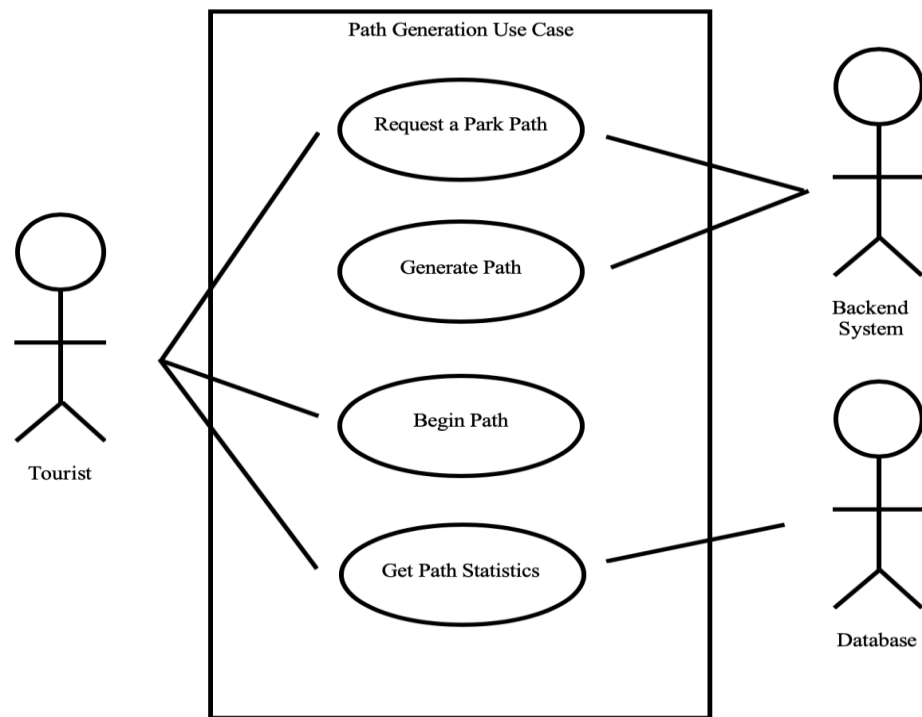 Path Generation Use Case
Request a Park Path
Generate Path
Backend
System
Begin Path
Tourist
Get Path Statistics
Database